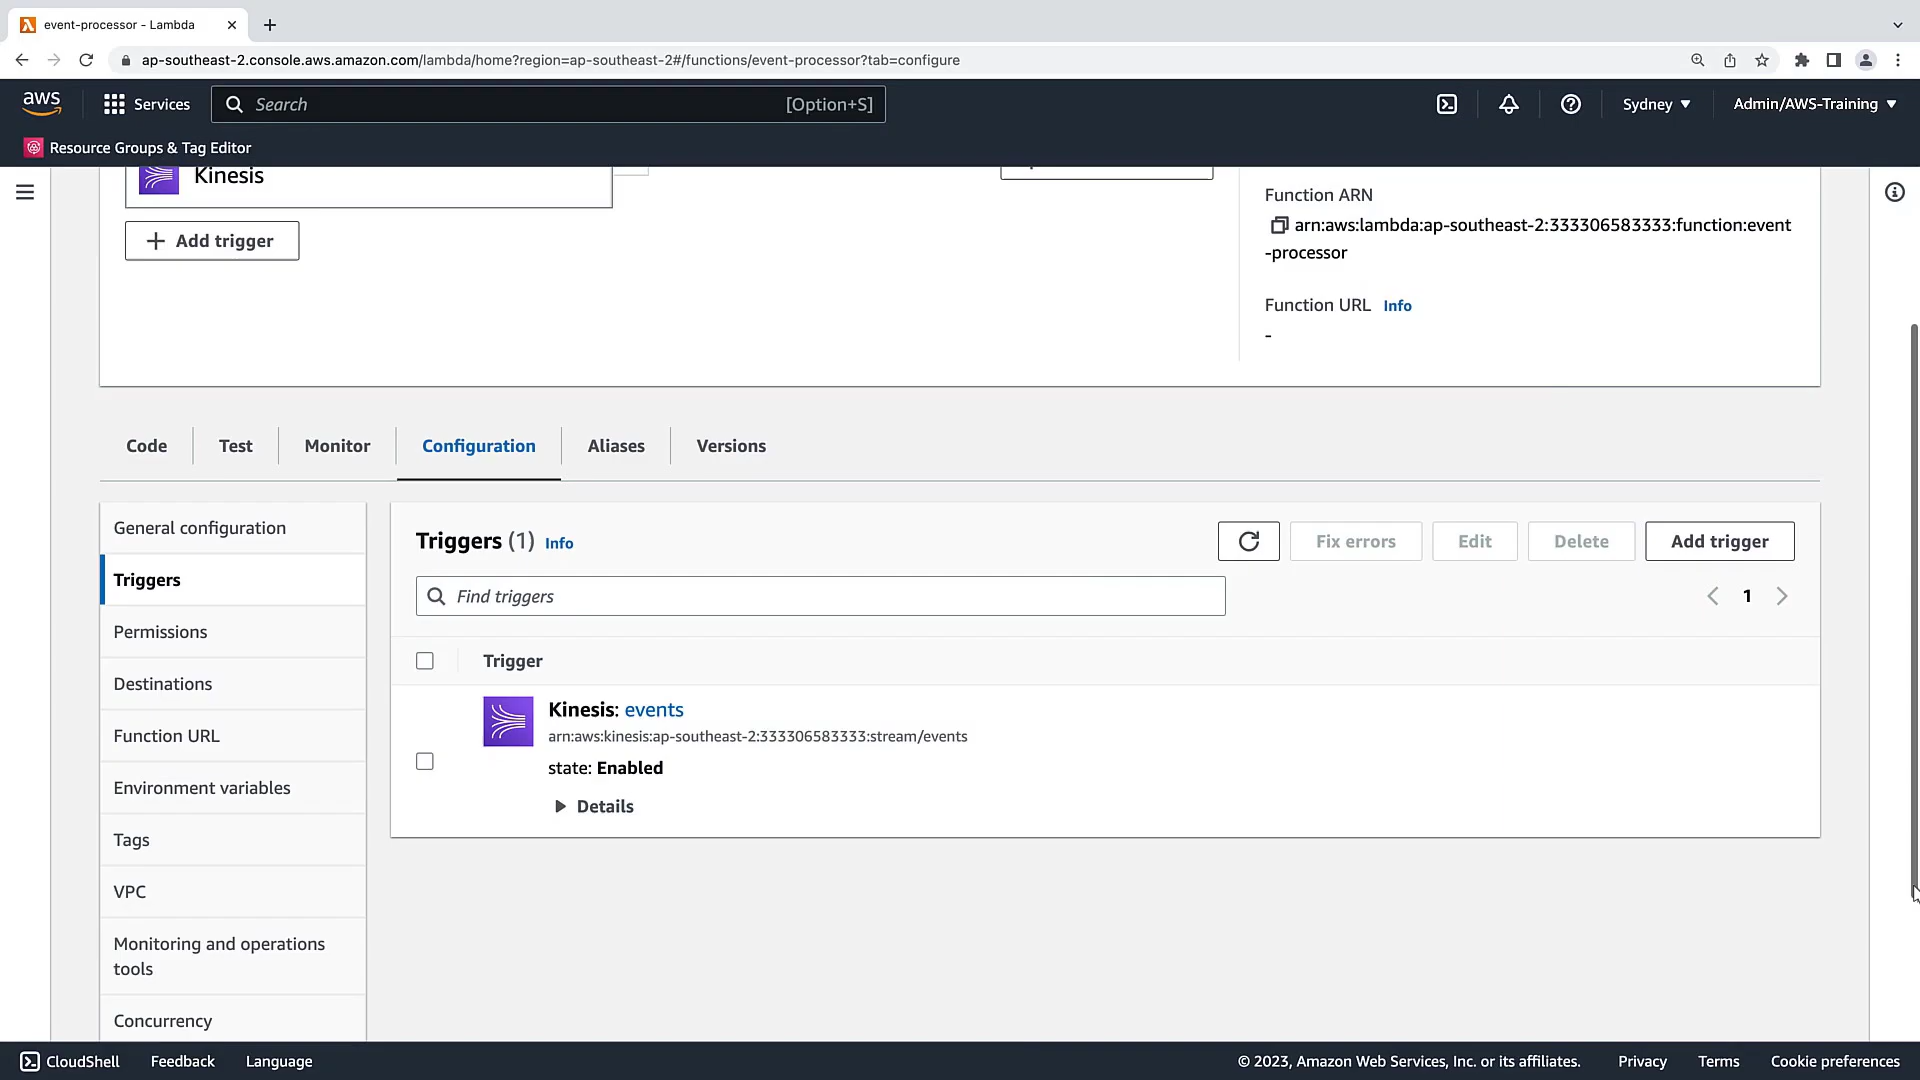 event-processor - Lambda
ap-southeast-2.console.aws.amazon.com/lambda/home?region=ap-southeast-2#/functions/event-processor?tab=configure
aws
Services
Search
[Option+S]
Sydney
Admin/AWS-Training
Resource Groups & Tag Editor
Kinesis
Add trigger
Function ARN
arn:aws:lambda:ap-southeast-2:333306583333:function:event
-processor
Function URL Info
-
Code
Test
Monitor
Configuration
Aliases
Versions
General configuration
Triggers
Permissions
Destinations
Function URL
Environment variables
Tags
VPC
Monitoring and operations
tools
Concurrency
Triggers (1) Info
Fix errors
Edit
Delete
Add trigger
Find triggers
1
Trigger
Kinesis: events
arn:aws:kinesis:ap-southeast-2:333306583333:stream/events
state: Enabled
Details
CloudShell
Feedback
Language
© 2023, Amazon Web Services, Inc. or its affiliates.
Privacy
Terms
Cookie preferences